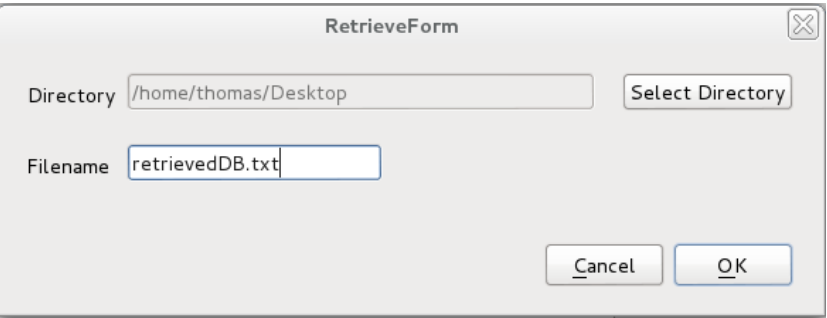 RetrieveForm
Directory /home/thomas/Desktop Select Directory
Filename retrievedDB.txt
Cancel OK